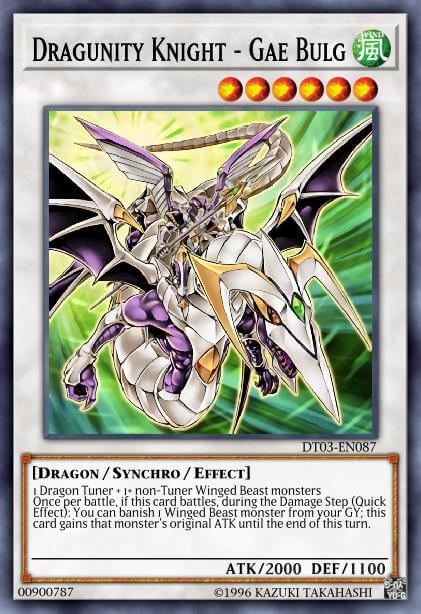 DRAGUNITY KNIGHT - GAE BULG
WIND
風
DT03-EN087
[DRAGON / SYNCHRO / EFFECT]
1 Dragon Tuner + 1+ non-Tuner Winged Beast monsters
Once per battle, if this card battles, during the Damage Step (Quick
Effect): You can banish 1 Winged Beast monster from your GY; this
card gains that monster's original ATK until the end of this turn.
ATK/2000 DEF/1100
00900787
©1996 KAZUKI TAKAHASHI